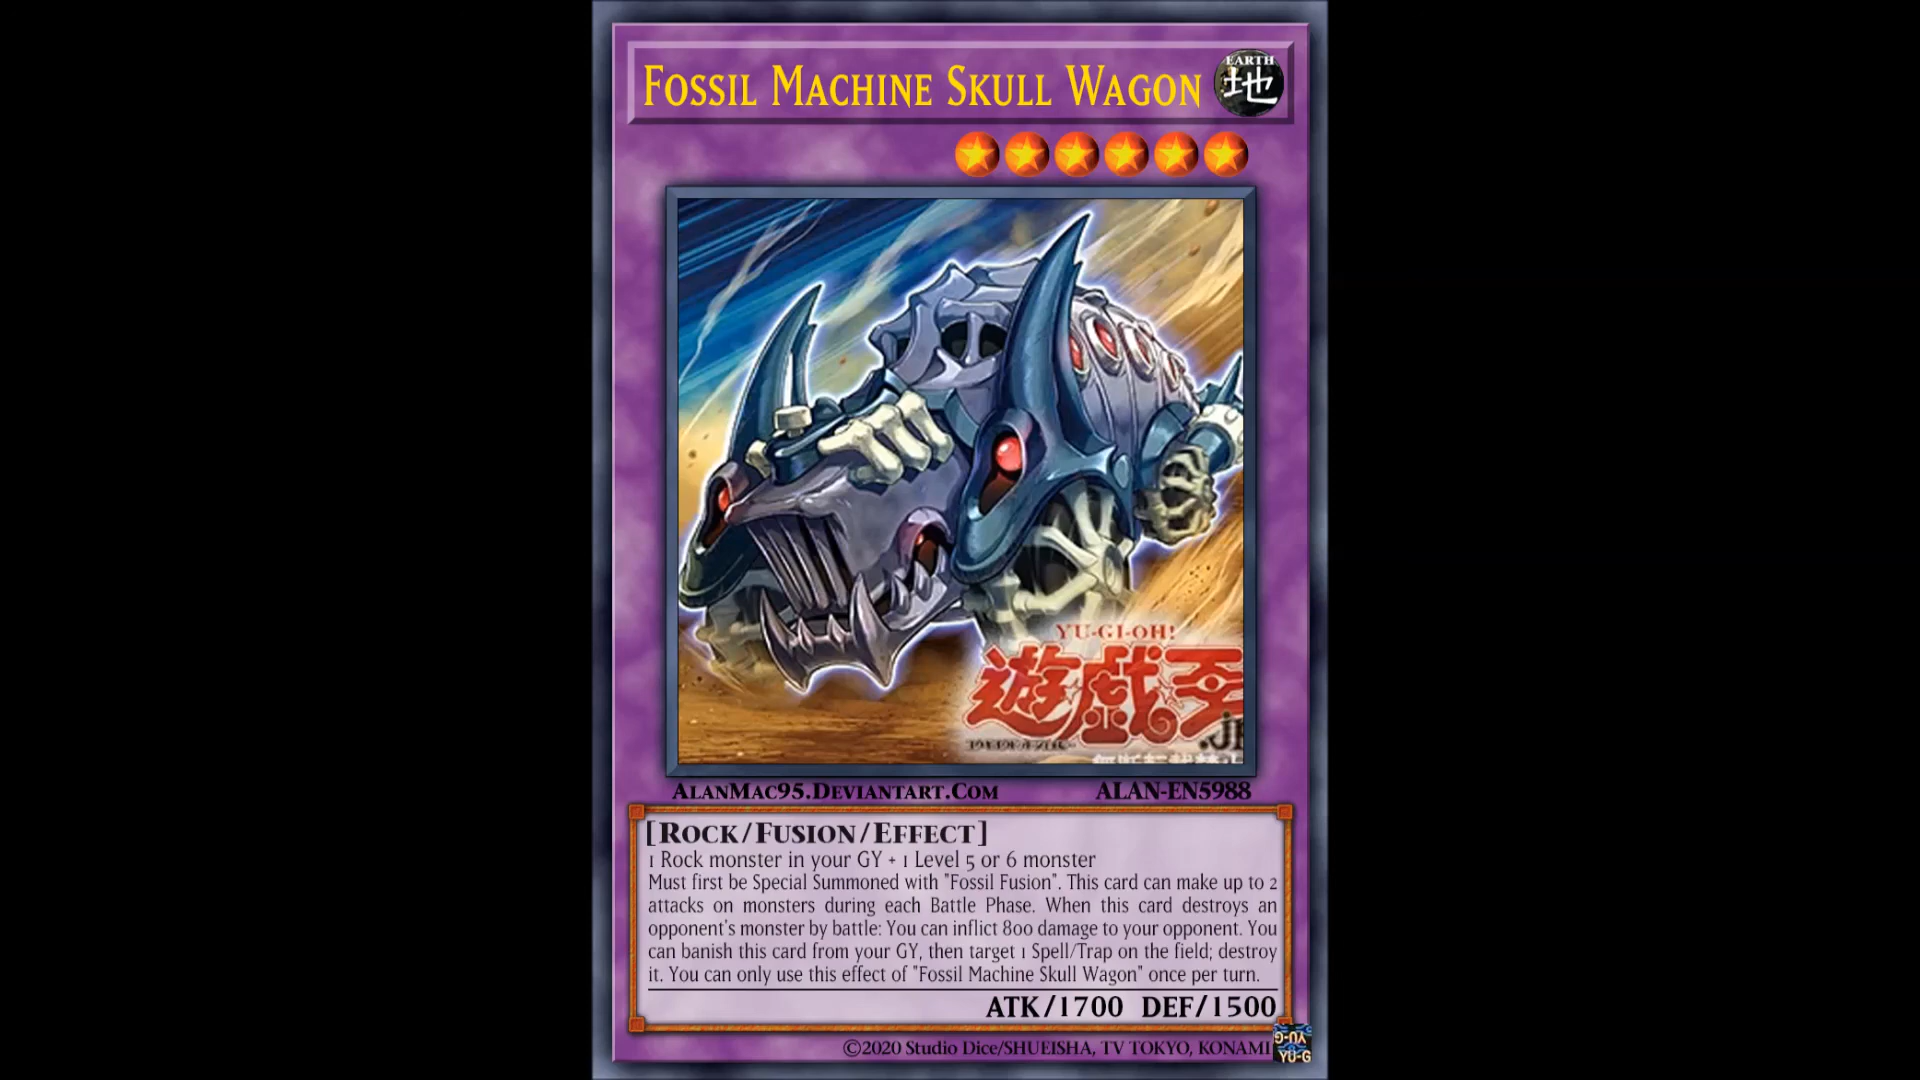 Fossil Machine Skull Wagon
EARTH
地
YU-GI-OH!
遊戯王
.JP
AlanMac95.Deviantart.Com
ALAN-EN5988
[Rock/Fusion/Effect]
1 Rock monster in your GY + 1 Level 5 or 6 monster
Must first be Special Summoned with "Fossil Fusion". This card can make up to 2
attacks on monsters during each Battle Phase. When this card destroys an
opponent's monster by battle: You can inflict 800 damage to your opponent. You
can banish this card from your GY, then target 1 Spell/Trap on the field; destroy
it. You can only use this effect of "Fossil Machine Skull Wagon" once per turn.
ATK/1700 DEF/1500
©2020 Studio Dice/SHUEISHA, TV TOKYO, KONAMI